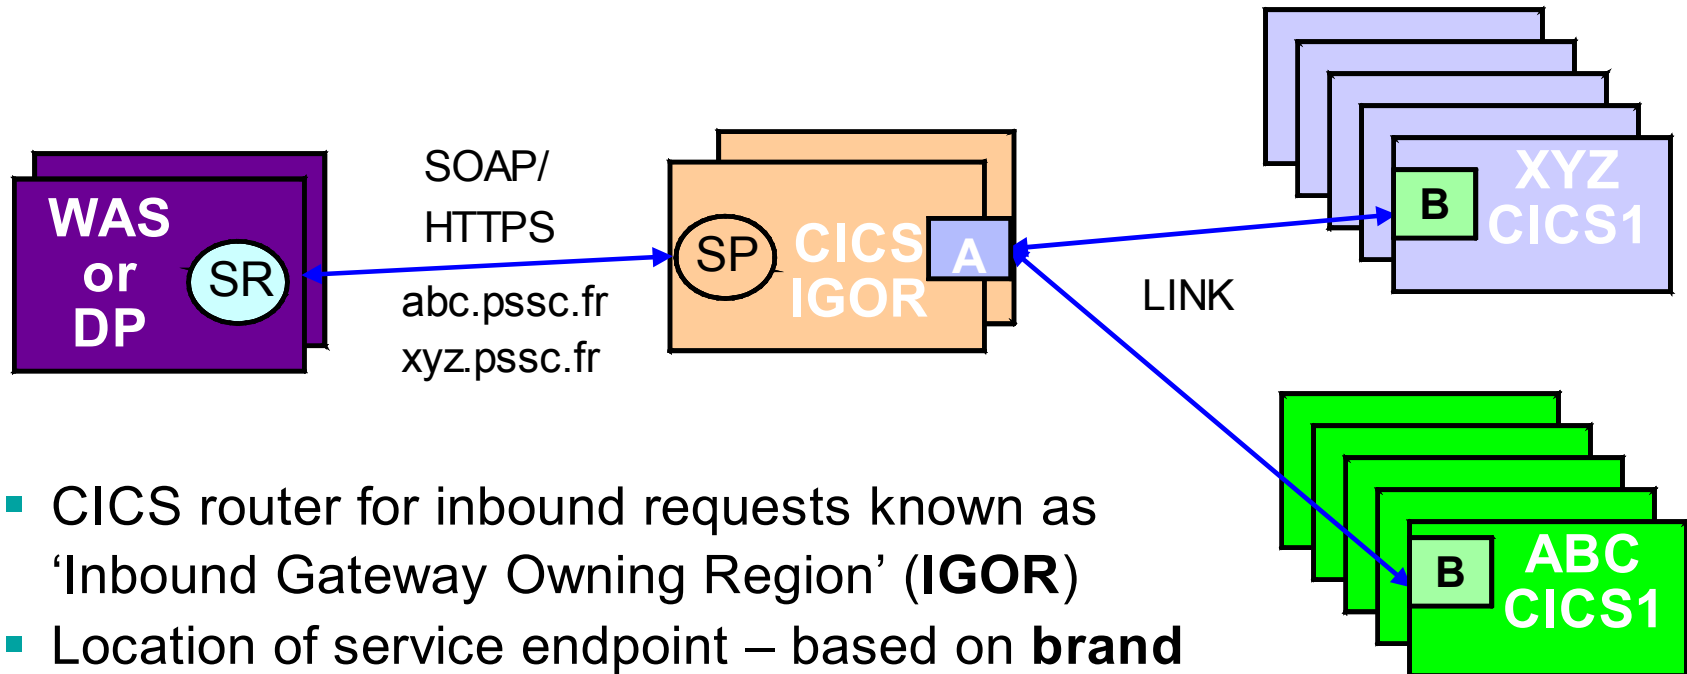 WAS
or
DP
SR
SOAP/
HTTPS
abc.pssc.fr
xyz.pssc.fr
SP
CICS
IGOR
A
LINK
B
XYZ
CICS1
B
ABC
CICS1
▪ CICS router for inbound requests known as
‘Inbound Gateway Owning Region’ (IGOR)
▪ Location of service endpoint – based on brand